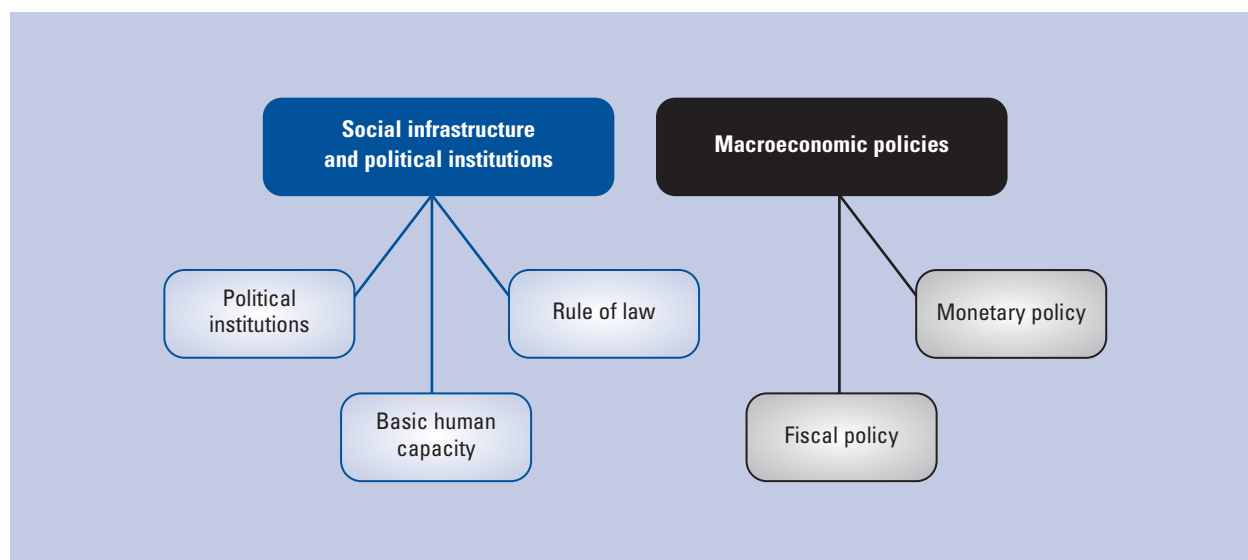 Social infrastructure
and political institutions
Macroeconomic policies
Political
institutions
Rule of law
Monetary policy
Basic human
capacity
Fiscal policy